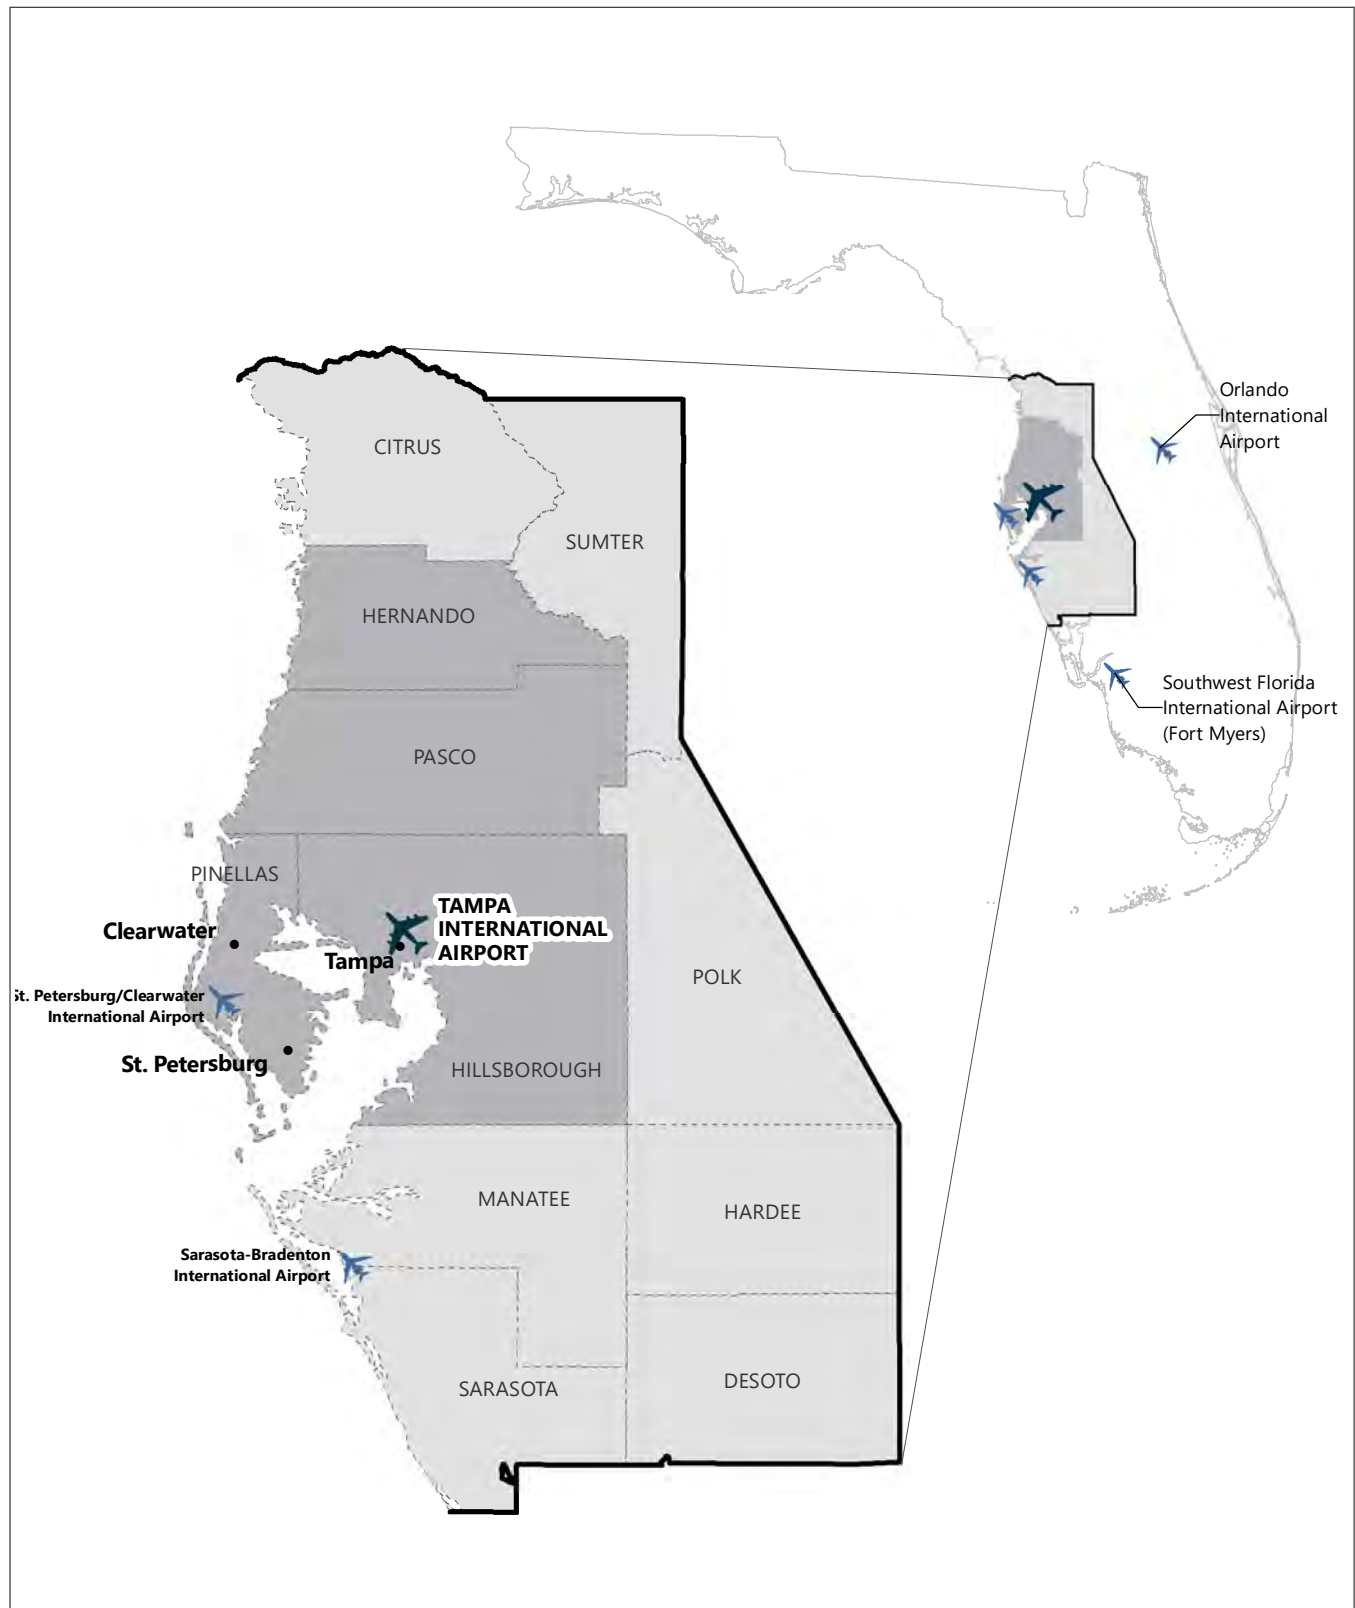 Orlando
International
Airport
CITRUS
SUMTER
HERNANDO
Southwest Florida
International Airport
(Fort Myers)
PASCO
PINELLAS
TAMPA
INTERNATIONAL
AIRPORT
Clearwater
Tampa
POLK
St. Petersburg/Clearwater
International Airport
St. Petersburg
HILLSBOROUGH
MANATEE
HARDEE
Sarasota-Bradenton
International Airport
SARASOTA
DESOTO